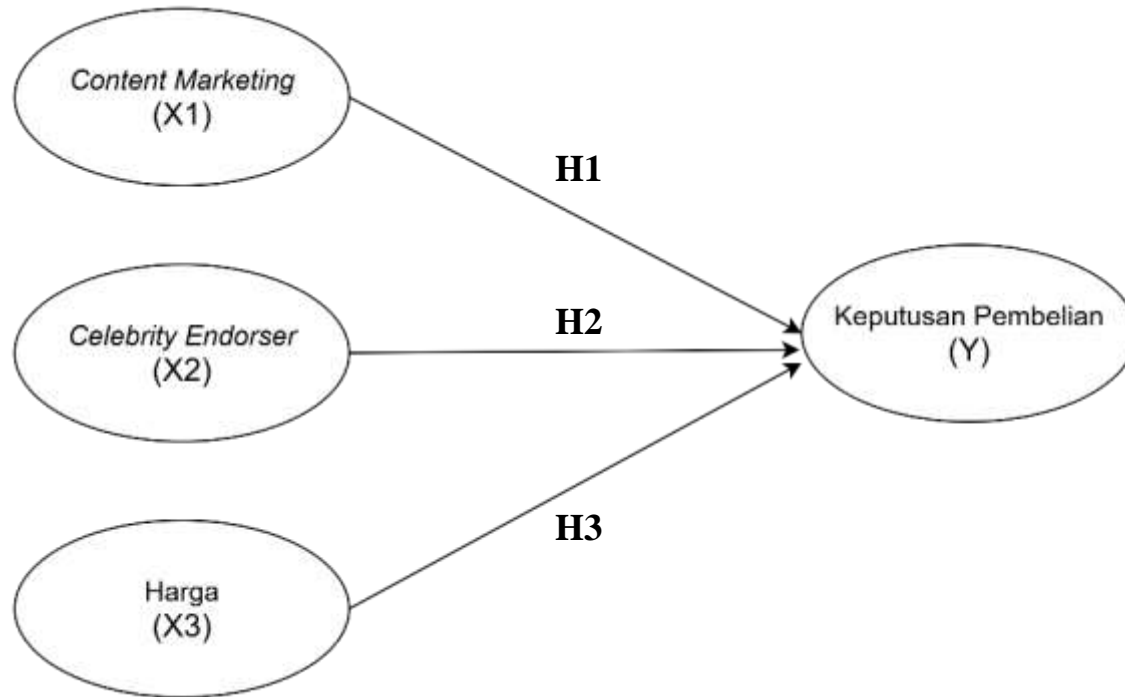 Content Marketing
(X1)
H1
Celebrity Endorser
(X2)
H2
Keputusan Pembelian
(Y)
H3
Harga
(X3)